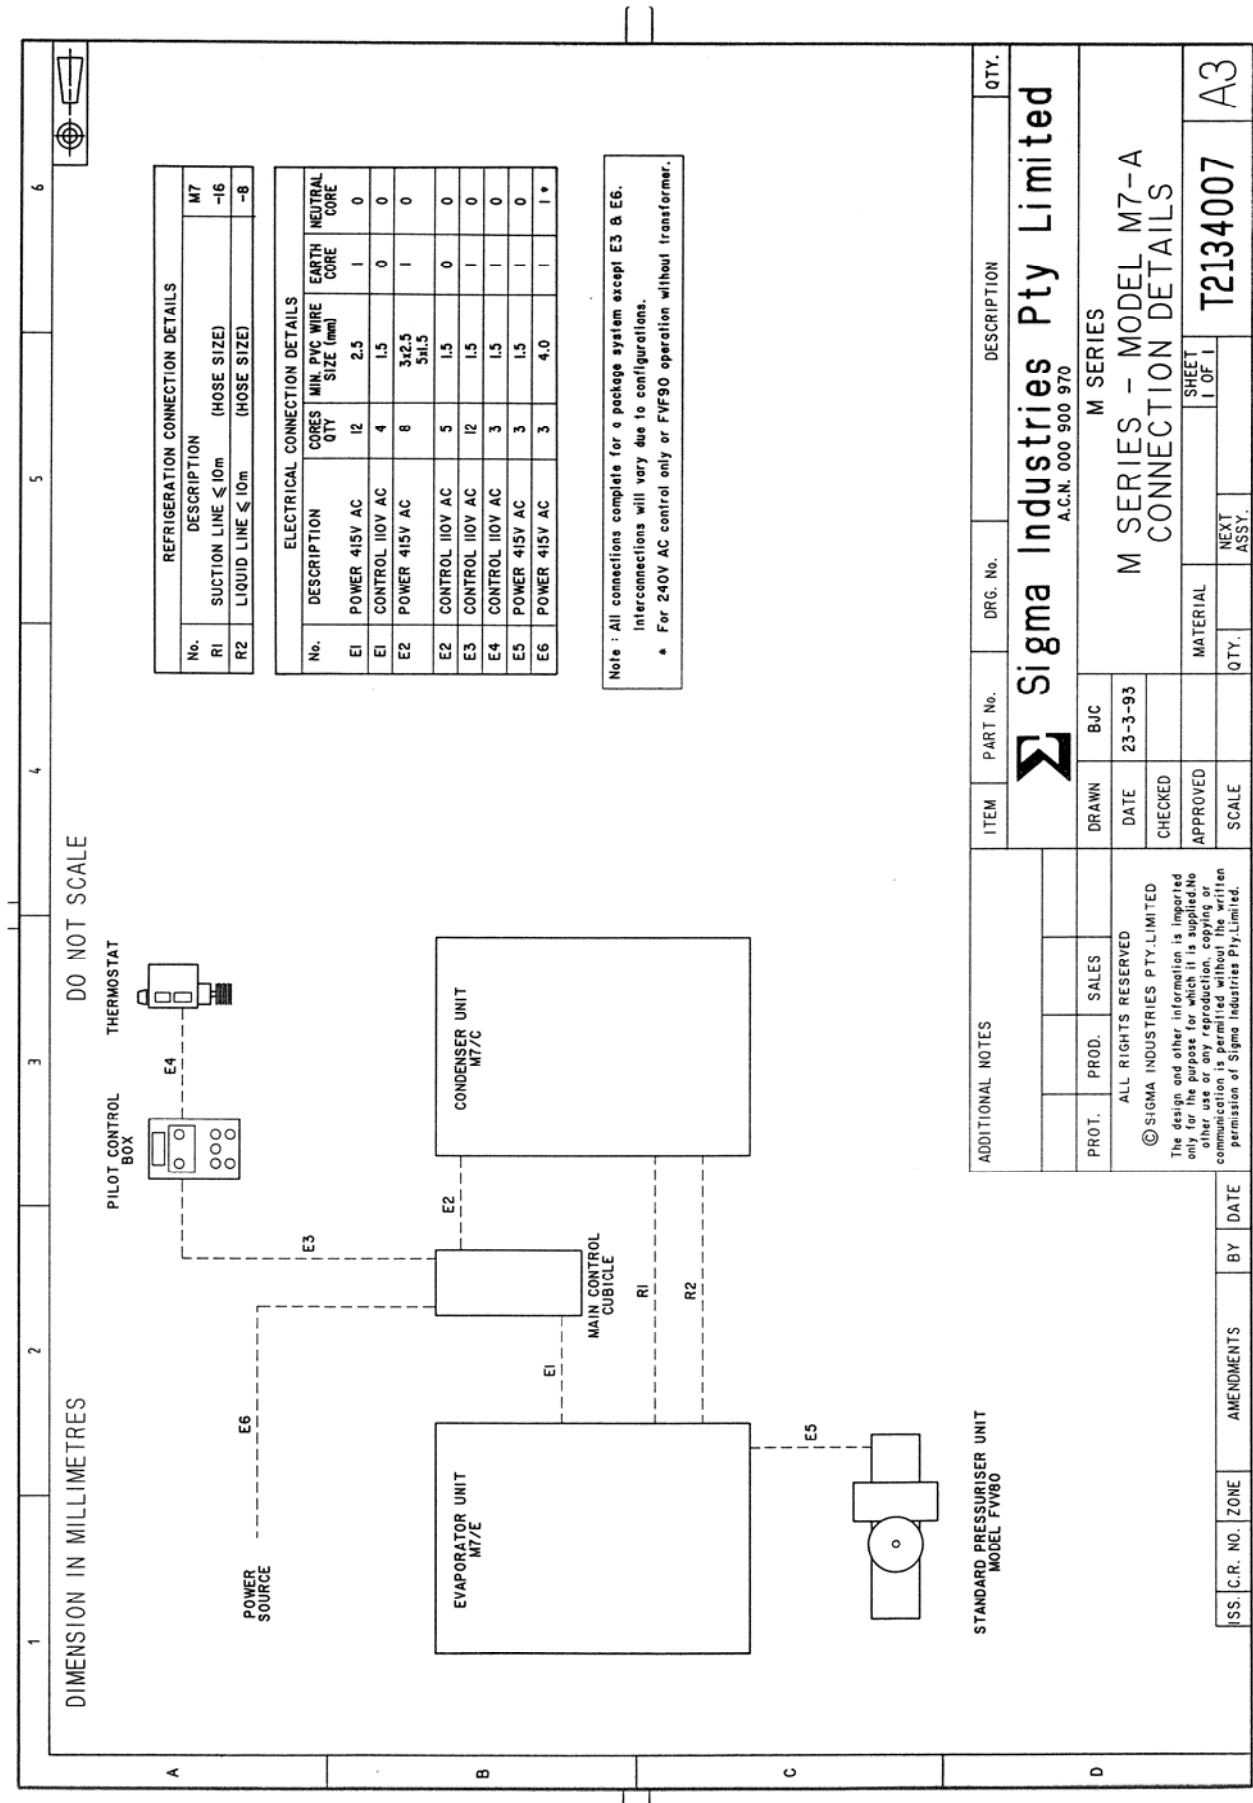 1 2 3 4 5 6
DIMENSION IN MILLIMETRES
DO NOT SCALE
A
B
C
D
POWER
SOURCE
E6
E3
PILOT CONTROL
BOX
E4
THERMOSTAT
EVAPORATOR UNIT
M7/E
E1
MAIN CONTROL
CUBICLE
E2
CONDENSER UNIT
M7/C
R1
R2
E5
STANDARD PRESSURISER UNIT
MODEL FVV80
REFRIGERATION CONNECTION DETAILS
No. DESCRIPTION M7
R1 SUCTION LINE ⩽ 10m (HOSE SIZE) -16
R2 LIQUID LINE ⩽ 10m (HOSE SIZE) -8
ELECTRICAL CONNECTION DETAILS
No. DESCRIPTION CORES QTY MIN. PVC WIRE SIZE (mm) EARTH CORE NEUTRAL CORE
E1 POWER 415V AC 12 2.5 1 0
E1 CONTROL 110V AC 4 1.5 0 0
E2 POWER 415V AC 8 3x2.5 5x1.5 1 0
E2 CONTROL 110V AC 5 1.5 0 0
E3 CONTROL 110V AC 12 1.5 1 0
E4 CONTROL 110V AC 3 1.5 1 0
E5 POWER 415V AC 3 1.5 1 0
E6 POWER 415V AC 3 4.0 1 1 *
Note : All connections complete for a package system except E3 & E6.
Interconnections will vary due to configurations.
* For 240V AC control only or FVF90 operation without transformer.
ITEM PART No. DRG. No. DESCRIPTION QTY.
Σ Sigma Industries Pty Limited
A.C.N. 000 900 970
ADDITIONAL NOTES
PROT. PROD. SALES
ALL RIGHTS RESERVED
© SIGMA INDUSTRIES PTY.LIMITED
The design and other information is imparted
only for the purpose for which it is supplied.No
other use or any reproduction, copying or
communication is permitted without the written
permission of Sigma Industries Pty.Limited.
DRAWN BJC
DATE 23-3-93
CHECKED
APPROVED
SCALE
M SERIES
M SERIES - MODEL M7-A
CONNECTION DETAILS
MATERIAL
QTY.
NEXT
ASSY.
SHEET
1 OF 1
T2134007
A3
ISS. C.R. NO. ZONE AMENDMENTS BY DATE